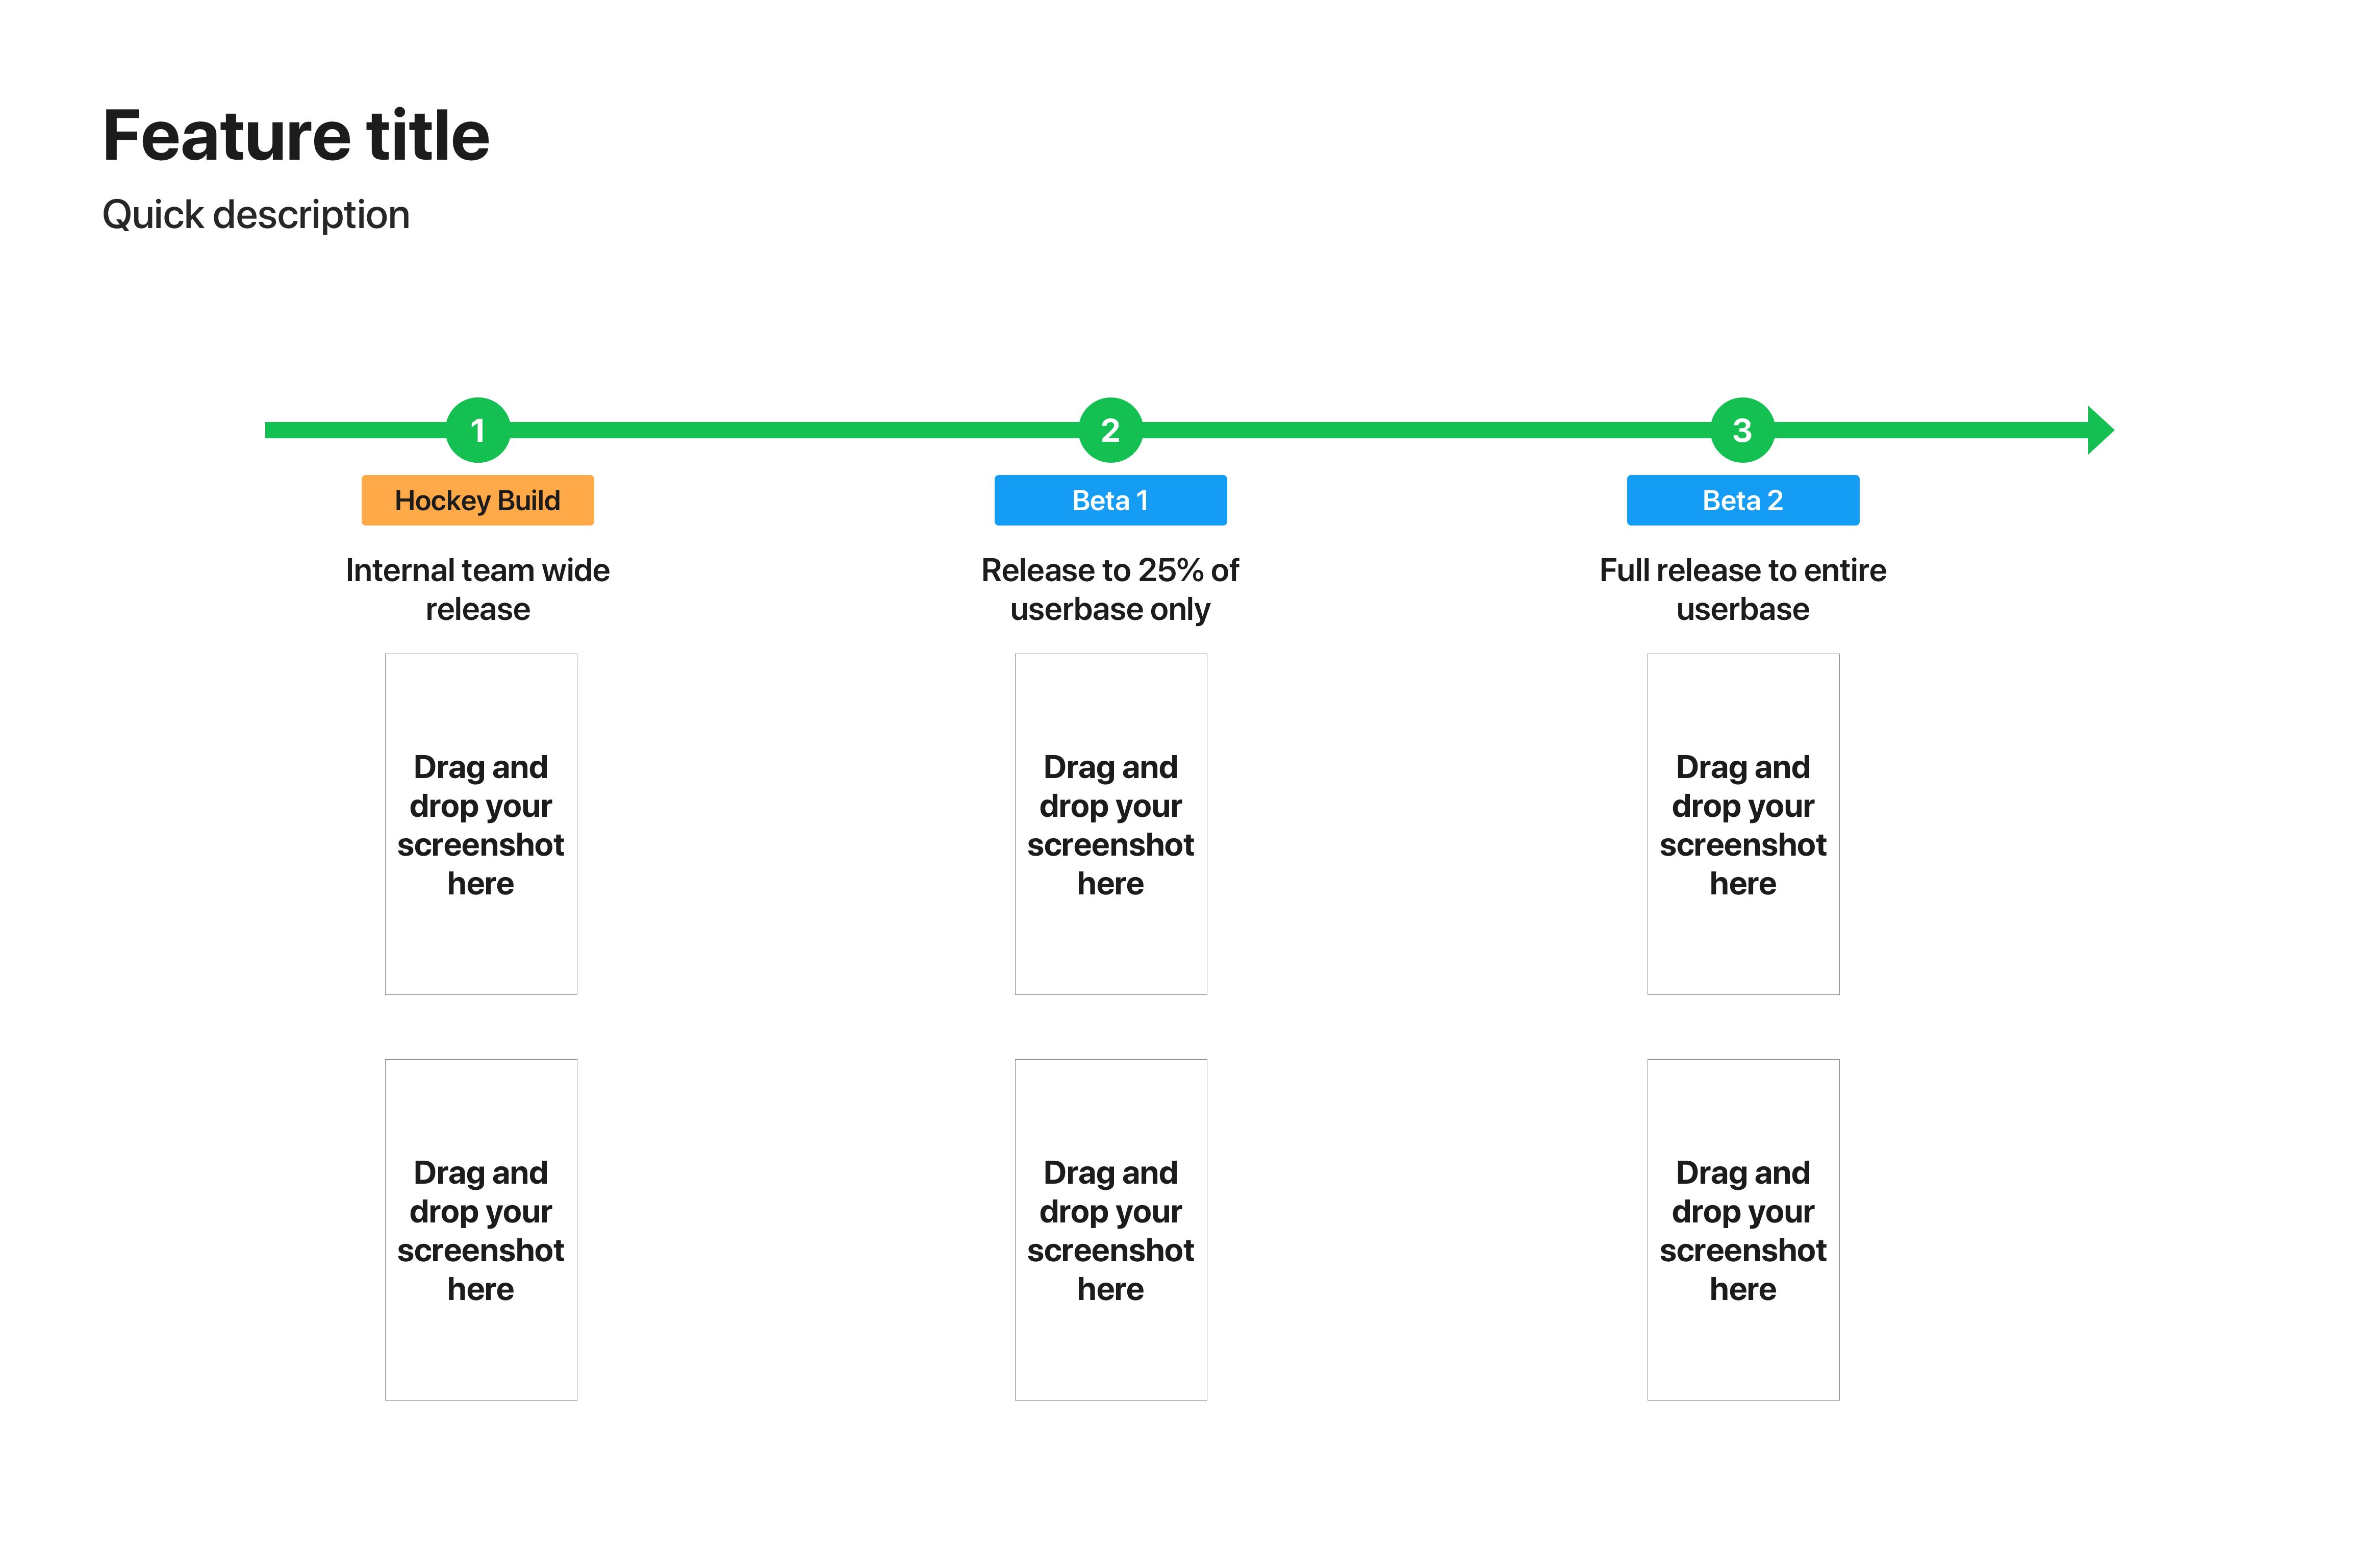 Feature title
Quick description
1
2
3
Hockey Build
Beta 1
Beta 2
Internal team wide
release
Release to 25% of
userbase only
Full release to entire
userbase
Drag and
drop your
screenshot
here
Drag and
drop your
screenshot
here
Drag and
drop your
screenshot
here
Drag and
drop your
screenshot
here
Drag and
drop your
screenshot
here
Drag and
drop your
screenshot
here